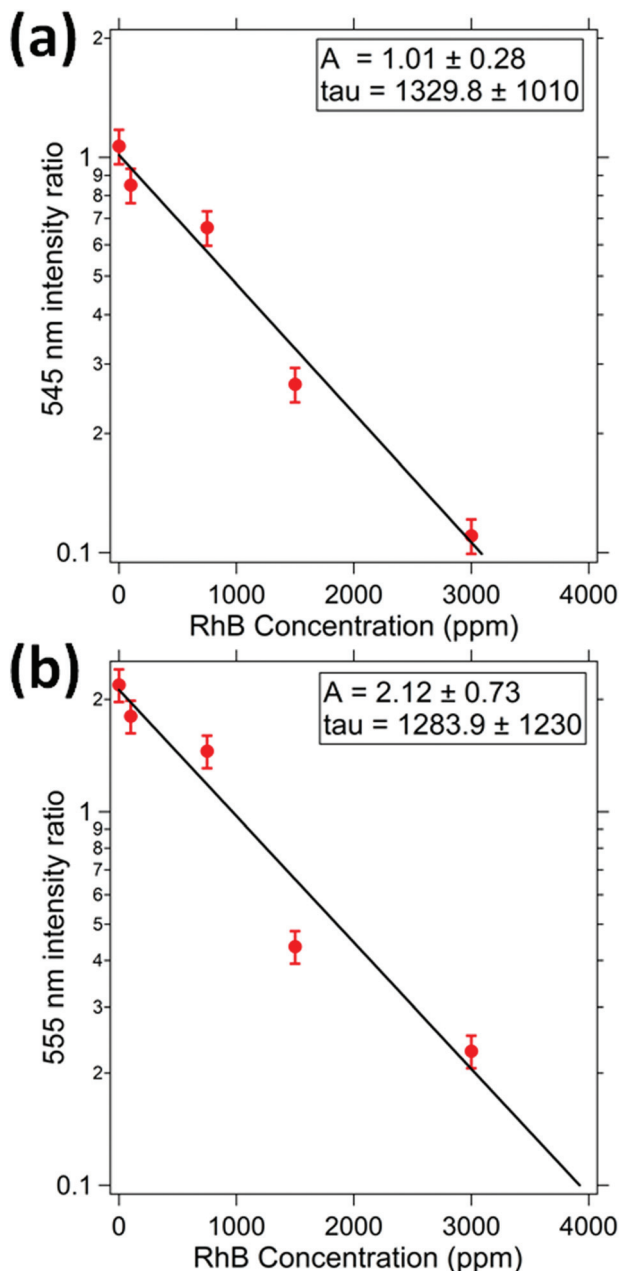 (a)
A = 1.01 ± 0.28
tau = 1329.8 ± 1010
2
1
9
8
7
6
5
4
3
2
0.1
545 nm intensity ratio
0 1000 2000 3000 4000
RhB Concentration (ppm)
(b)
A = 2.12 ± 0.73
tau = 1283.9 ± 1230
2
1
9
8
7
6
5
4
3
2
0.1
555 nm intensity ratio
0 1000 2000 3000 4000
RhB Concentration (ppm)